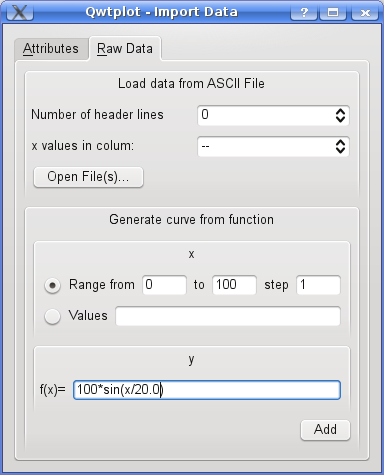 Qwtplot - Import Data
Attributes Raw Data
Load data from ASCII File
Number of header lines 0
x values in colum: --
Open File(s)...
Generate curve from function
x
Range from 0 to 100 step 1
Values
y
f(x)= 100*sin(x/20.0)
Add